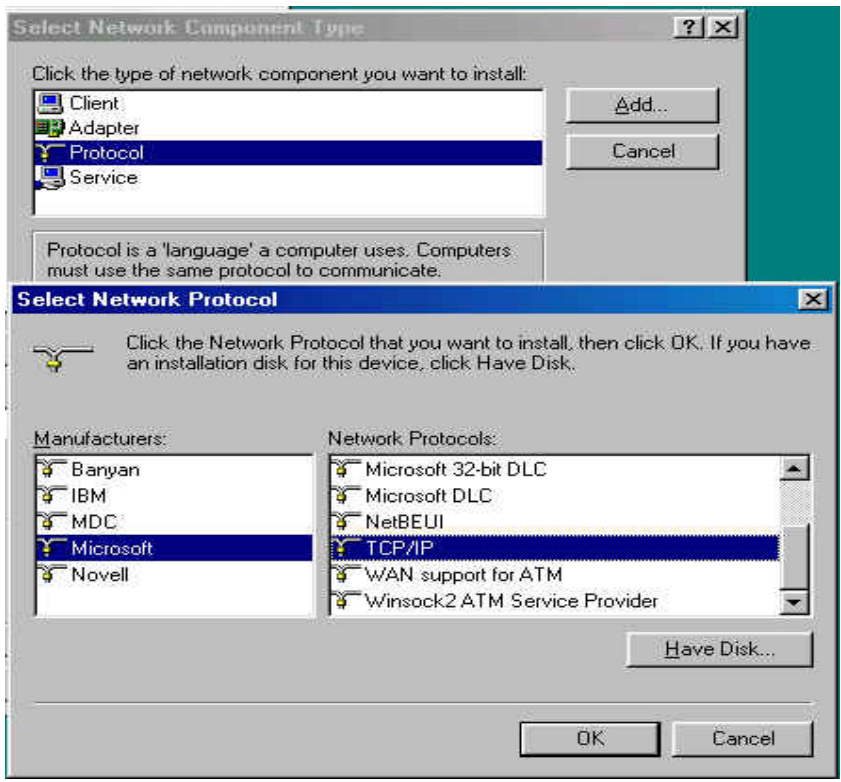 Select Network Component Type
Click the type of network component you want to install:
Client
Adapter
Protocol
Service
Add...
Cancel
Protocol is a 'language' a computer uses. Computers
must use the same protocol to communicate.
Select Network Protocol
Click the Network Protocol that you want to install, then click OK. If you have
an installation disk for this device, click Have Disk.
Manufacturers:
Banyan
IBM
MDC
Microsoft
Novell
Network Protocols:
Microsoft 32-bit DLC
Microsoft DLC
NetBEUI
TCP/IP
WAN support for ATM
Winsock2 ATM Service Provider
Have Disk...
OK
Cancel